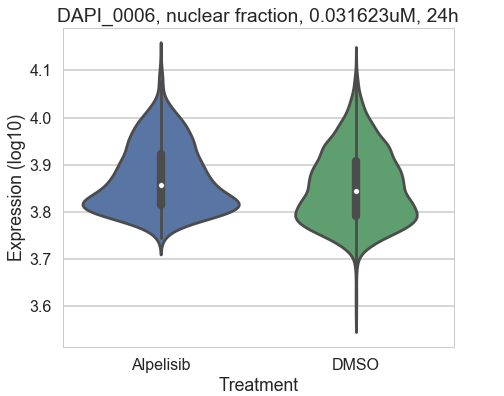 DAPI_0006, nuclear fraction, 0.031623uM, 24h
Expression (log10)
4.1
4.0
3.9
3.8
3.7
3.6
Alpelisib DMSO
Treatment